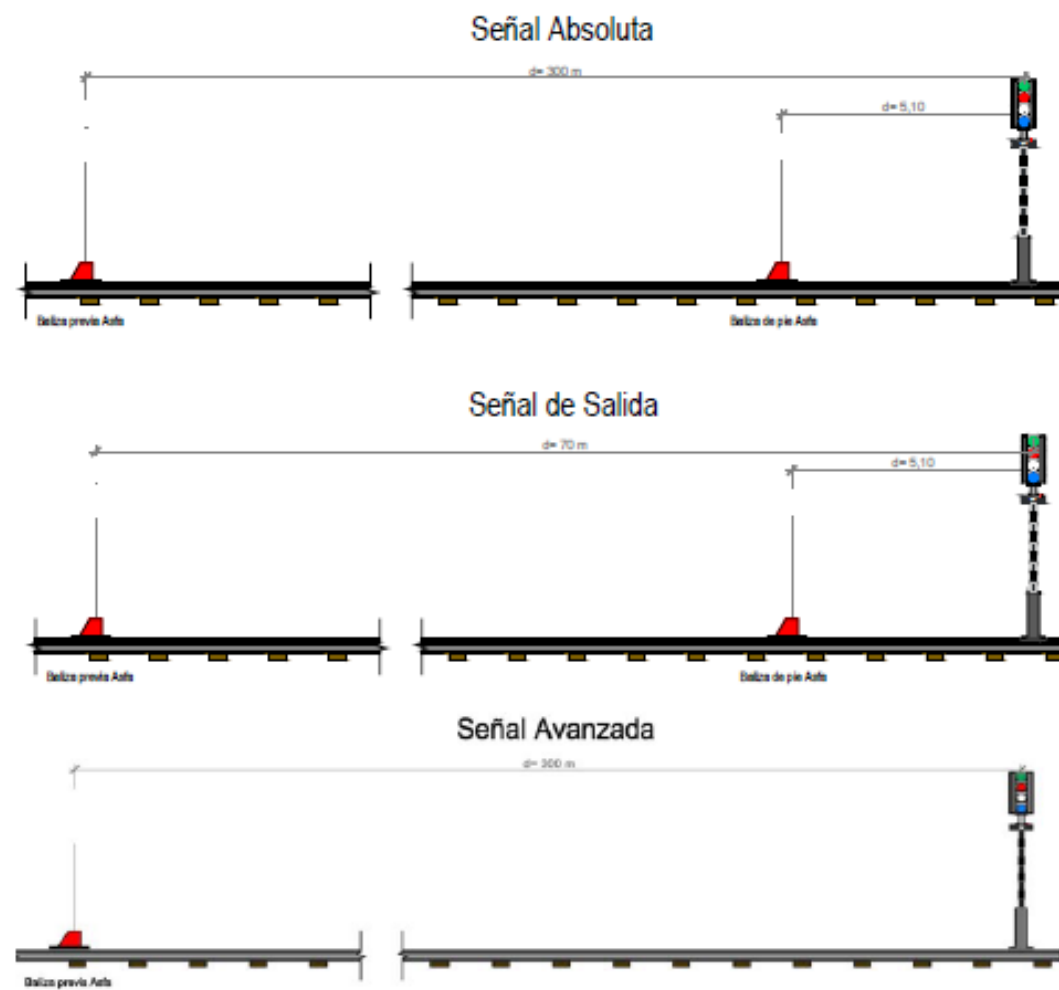 Señal Absoluta
d= 300 m
d= 5,10
Baliza previa Asfa
Baliza de pie Asfa
Señal de Salida
d= 70 m
d= 5,10
Baliza previa Asfa
Baliza de pie Asfa
Señal Avanzada
d= 300 m
Baliza previa Asfa